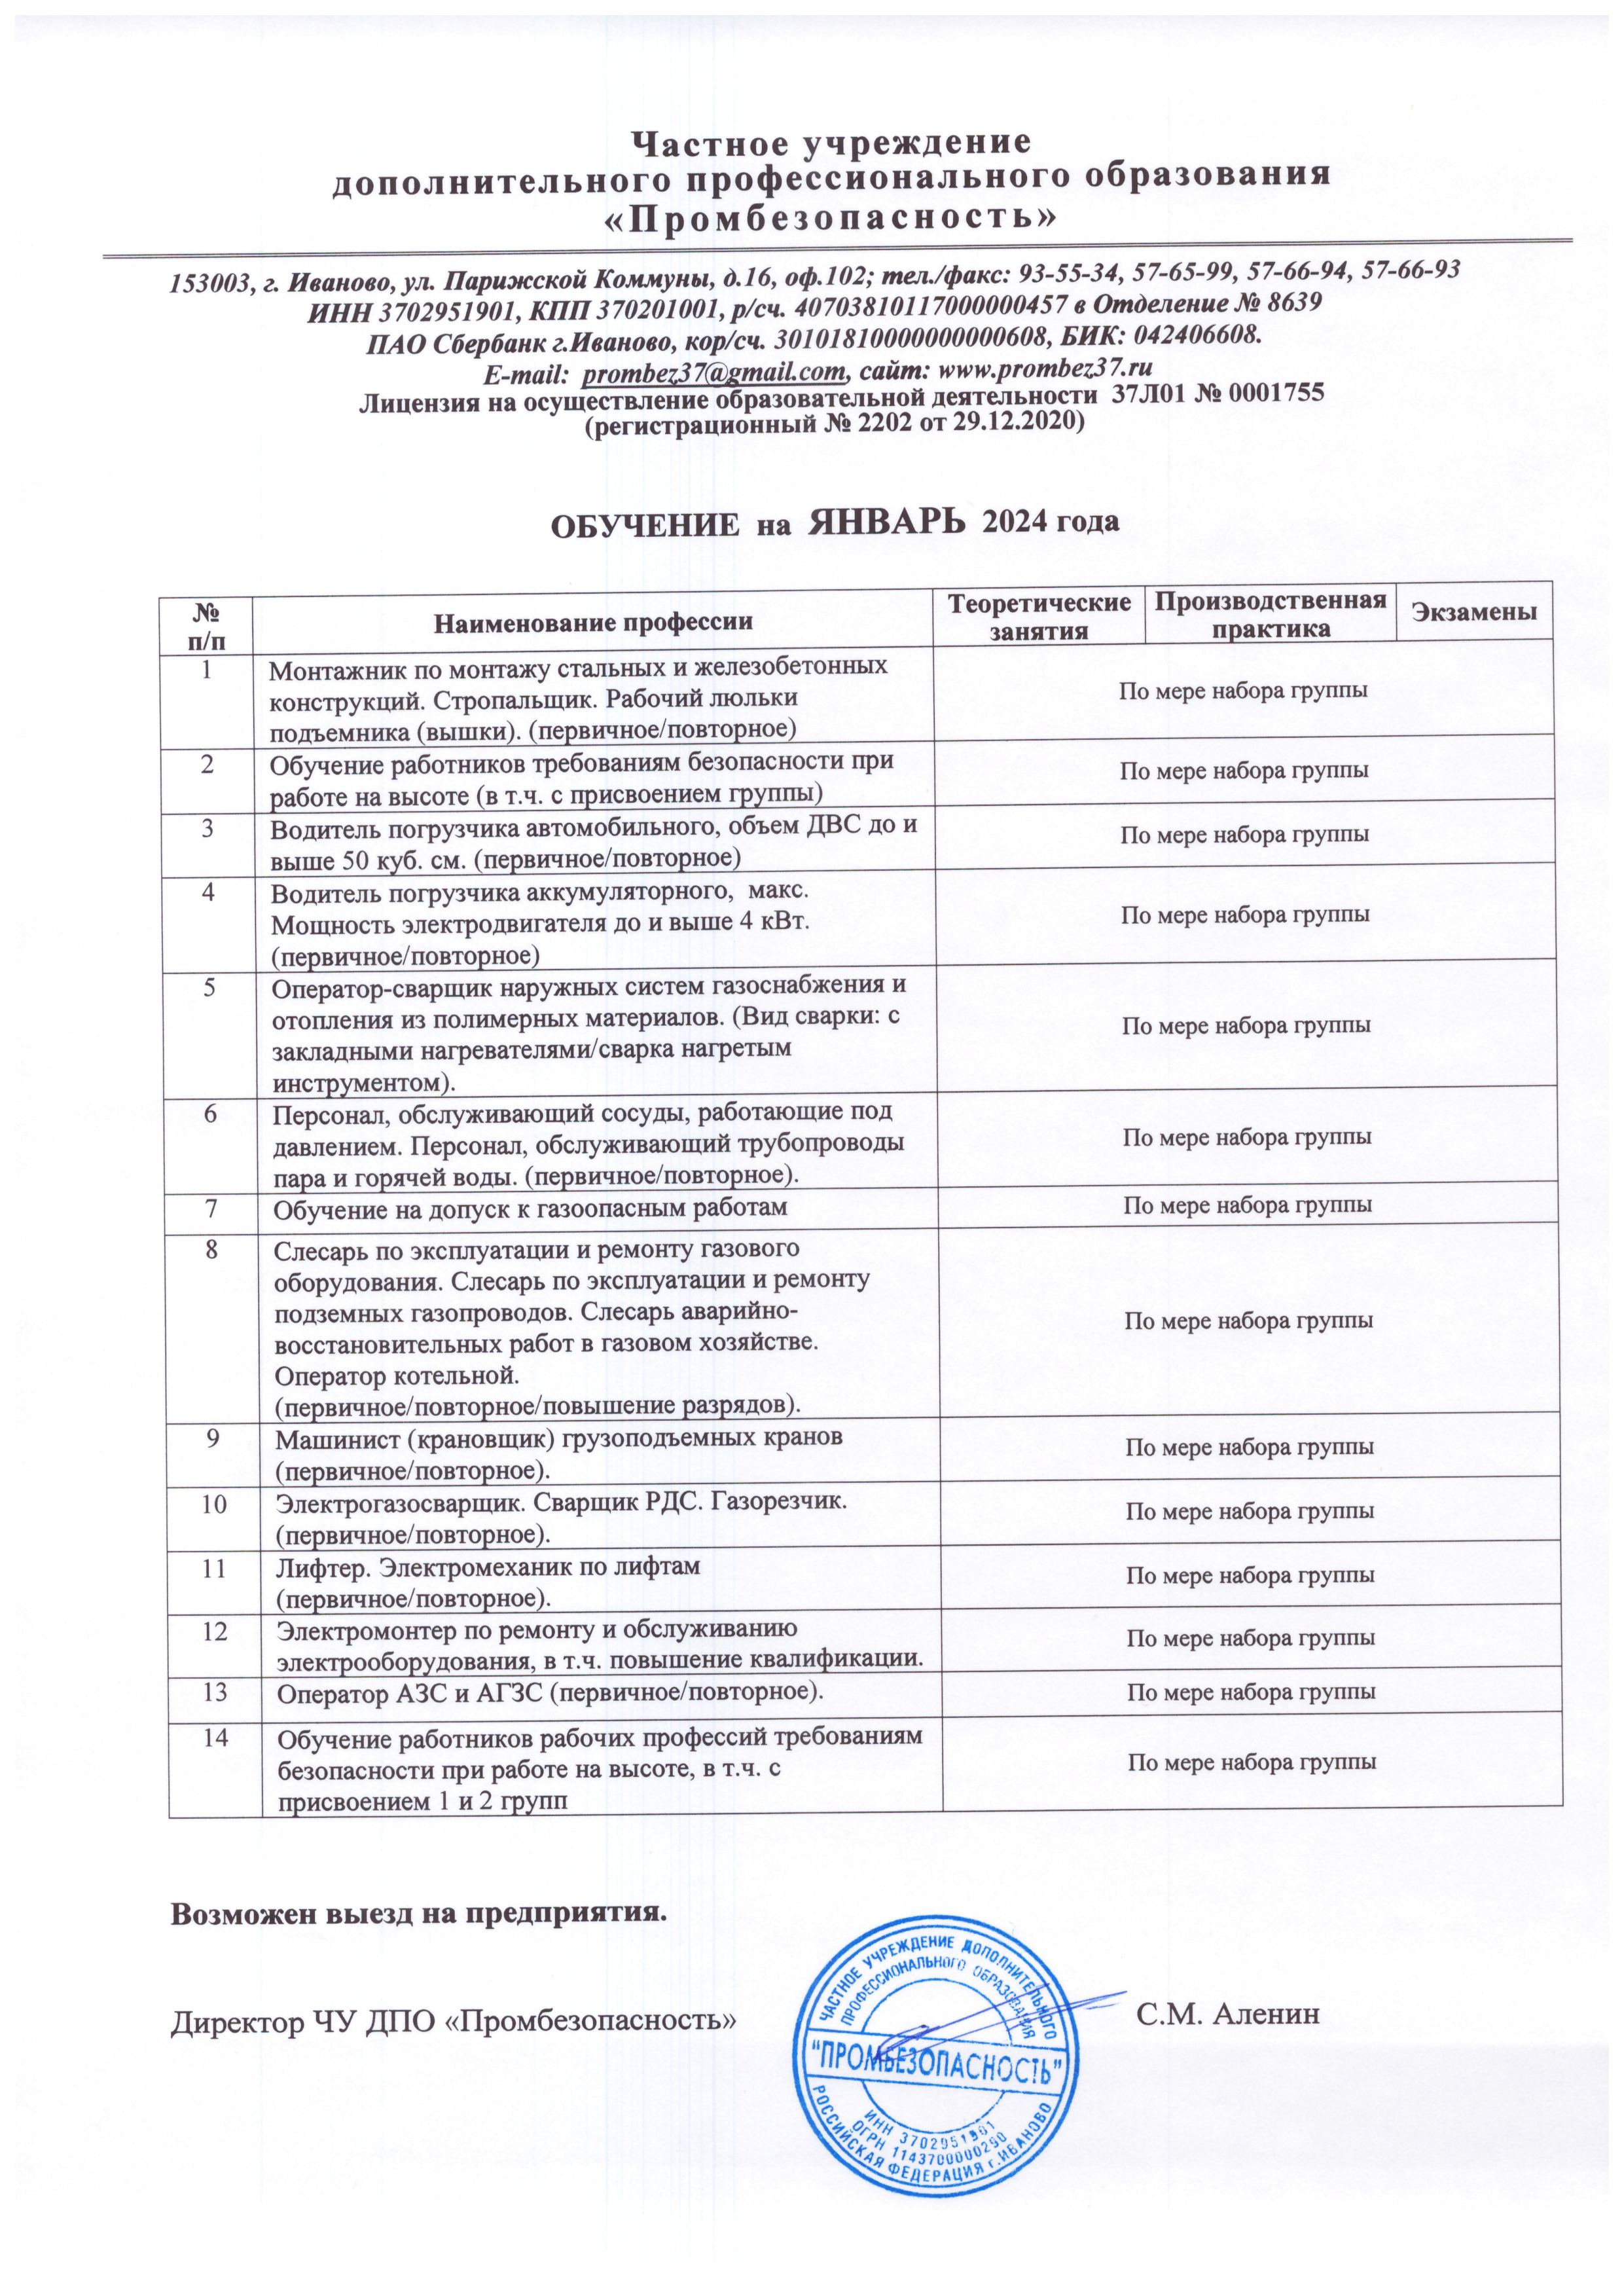 Частное учреждение
дополнительного профессионального образования
«Промбезопасность»
153003, г. Иваново, ул. Парижской Коммуны, д.16, оф.102; тел./факс: 93-55-34, 57-65-99, 57-66-94, 57-66-93
ИНН 3702951901, КПП 370201001, р/сч. 40703810117000000457 в Отделение № 8639
ПАО Сбербанк г.Иваново, кор/сч. 30101810000000000608, БИК: 042406608.
E-mail: prombez37@gmail.com, сайт: www.prombez37.ru
Лицензия на осуществление образовательной деятельности 37Л01 № 0001755
(регистрационный № 2202 от 29.12.2020)
ОБУЧЕНИЕ на ЯНВАРЬ 2024 года
№ п/п
Наименование профессии
Теоретические занятия
Производственная практика
Экзамены
1
Монтажник по монтажу стальных и железобетонных
конструкций. Стропальщик. Рабочий люльки
подъемника (вышки). (первичное/повторное)
По мере набора группы
2
Обучение работников требованиям безопасности при
работе на высоте (в т.ч. с присвоением группы)
По мере набора группы
3
Водитель погрузчика автомобильного, объем ДВС до и
выше 50 куб. см. (первичное/повторное)
По мере набора группы
4
Водитель погрузчика аккумуляторного, макс.
Мощность электродвигателя до и выше 4 кВт.
(первичное/повторное)
По мере набора группы
5
Оператор-сварщик наружных систем газоснабжения и
отопления из полимерных материалов. (Вид сварки: с
закладными нагревателями/сварка нагретым
инструментом).
По мере набора группы
6
Персонал, обслуживающий сосуды, работающие под
давлением. Персонал, обслуживающий трубопроводы
пара и горячей воды. (первичное/повторное).
По мере набора группы
7
Обучение на допуск к газоопасным работам
По мере набора группы
8
Слесарь по эксплуатации и ремонту газового
оборудования. Слесарь по эксплуатации и ремонту
подземных газопроводов. Слесарь аварийно-
восстановительных работ в газовом хозяйстве.
Оператор котельной.
(первичное/повторное/повышение разрядов).
По мере набора группы
9
Машинист (крановщик) грузоподъемных кранов
(первичное/повторное).
По мере набора группы
10
Электрогазосварщик. Сварщик РДС. Газорезчик.
(первичное/повторное).
По мере набора группы
11
Лифтер. Электромеханик по лифтам
(первичное/повторное).
По мере набора группы
12
Электромонтер по ремонту и обслуживанию
электрооборудования, в т.ч. повышение квалификации.
По мере набора группы
13
Оператор АЗС и АГЗС (первичное/повторное).
По мере набора группы
14
Обучение работников рабочих профессий требованиям
безопасности при работе на высоте, в т.ч. с
присвоением 1 и 2 групп
По мере набора группы
Возможен выезд на предприятия.
Директор ЧУ ДПО «Промбезопасность»
С.М. Аленин
ЧАСТНОЕ УЧРЕЖДЕНИЕ ДОПОЛНИТЕЛЬНОГО
ПРОФЕССИОНАЛЬНОГО ОБРАЗОВАНИЯ
"ПРОМБЕЗОПАСНОСТЬ"
ИНН 3702951901
ОГРН 1143700000290
РОССИЙСКАЯ ФЕДЕРАЦИЯ г.ИВАНОВО